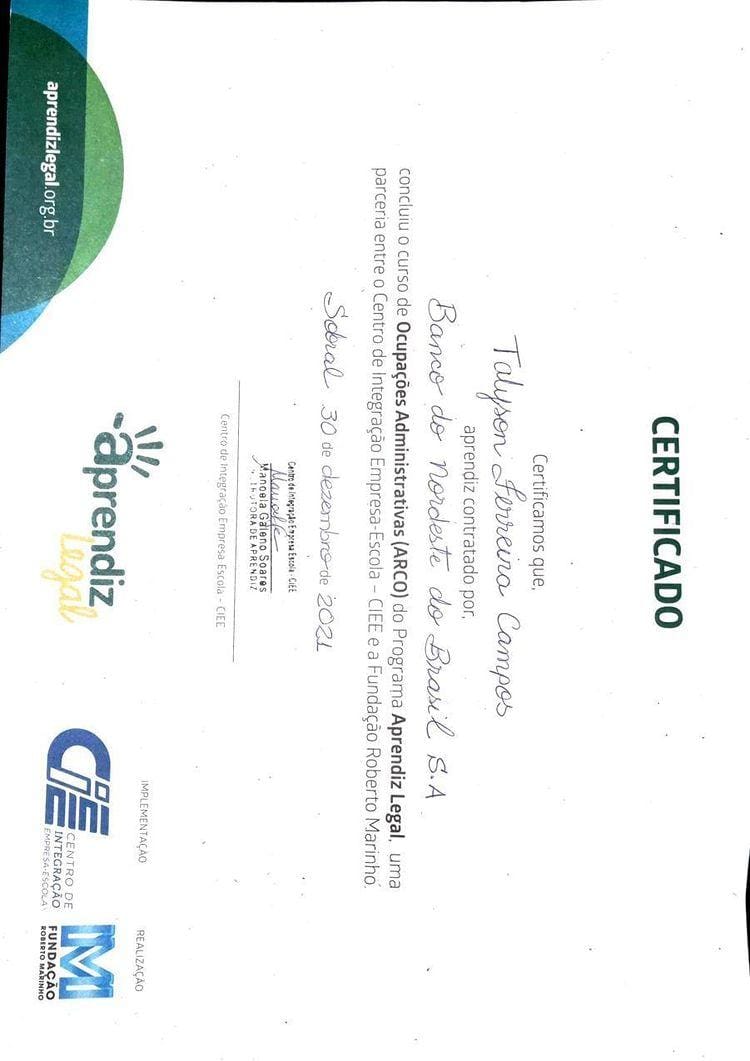 CERTIFICADO
Certificamos que,
Talyson Ferreira Campos
aprendiz contratado por,
Banco do Nordeste do Brasil S.A
concluiu o curso de Ocupações Administrativas (ARCO) do Programa Aprendiz Legal, uma
parceria entre o Centro de Integração Empresa-Escola – CIEE e a Fundação Roberto Marinho.
Sobral 30 de dezembro de 2021
Centro de Integração Empresa Escola - CIEE
Manoela Galeno Soares
DE APRENDIZ
Centro de Integração Empresa-Escola - CIEE
aprendiz
legal
aprendizlegal.org.br
IMPLEMENTAÇÃO
CIEE
CENTRO DE
INTEGRAÇÃO
EMPRESA-ESCOLA
REALIZAÇÃO
FUNDAÇÃO
ROBERTO MARINHO